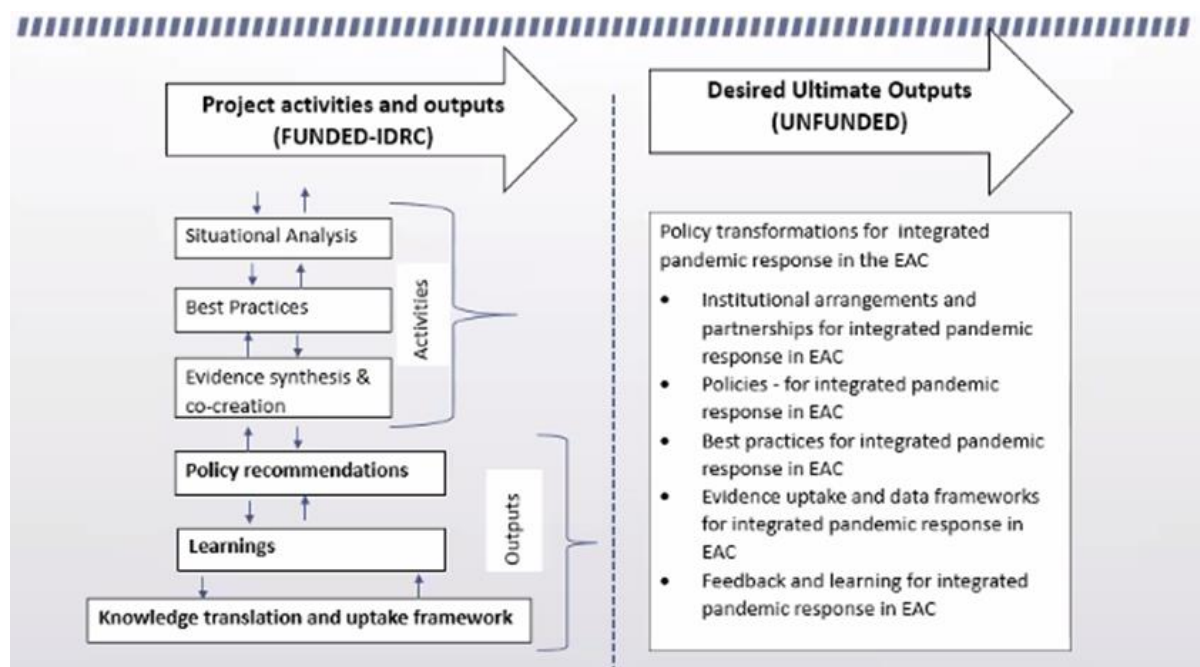 Project activities and outputs
(FUNDED-IDRC)
Situational Analysis
Best Practices
Evidence synthesis &
co-creation
Activities
Policy recommendations
Learnings
Knowledge translation and uptake framework
Outputs
Desired Ultimate Outputs
(UNFUNDED)
Policy transformations for integrated
pandemic response in the EAC
• Institutional arrangements and
partnerships for integrated pandemic
response in EAC
• Policies - for integrated pandemic
response in EAC
• Best practices for integrated pandemic
response in EAC
• Evidence uptake and data frameworks
for integrated pandemic response in
EAC
• Feedback and learning for integrated
pandemic response in EAC